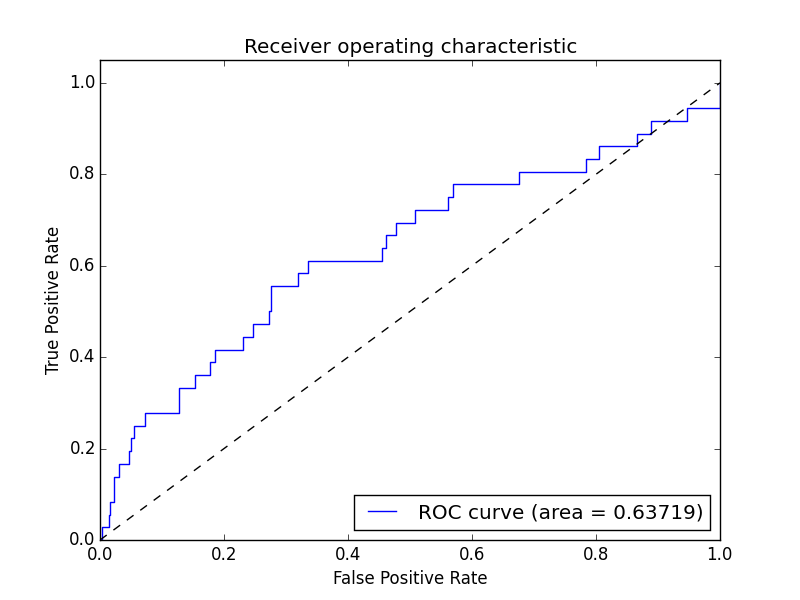 Receiver operating characteristic
1.0
0.8
0.6
0.4
0.2
0.0
True Positive Rate
ROC curve (area = 0.63719)
0.0 0.2 0.4 0.6 0.8 1.0
False Positive Rate